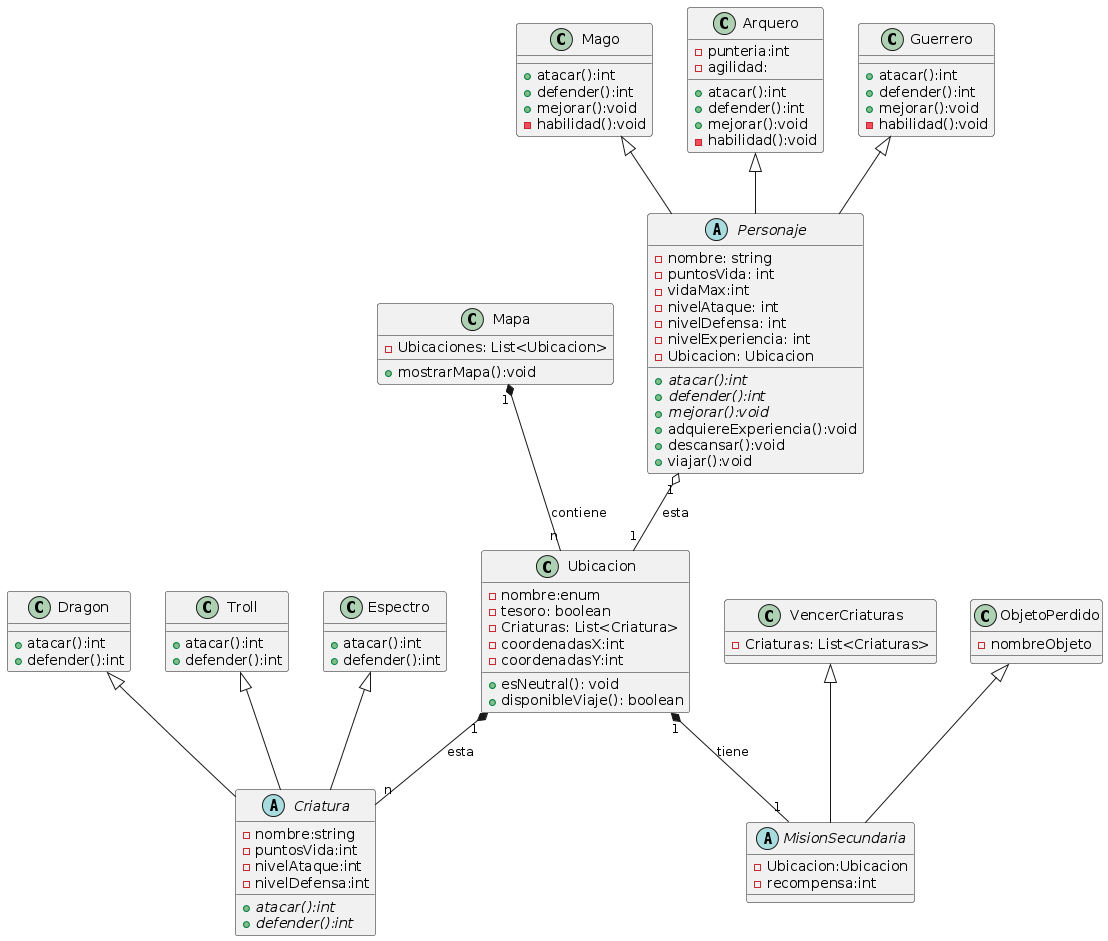 C Mago
atacar():int
defender():int
mejorar():void
habilidad():void
C Arquero
punteria:int
agilidad:
atacar():int
defender():int
mejorar():void
habilidad():void
C Guerrero
atacar():int
defender():int
mejorar():void
habilidad():void
A Personaje
nombre: string
puntosVida: int
vidaMax:int
nivelAtaque: int
nivelDefensa: int
nivelExperiencia: int
Ubicacion: Ubicacion
atacar():int
defender():int
mejorar():void
adquiereExperiencia():void
descansar():void
viajar():void
C Mapa
Ubicaciones: List<Ubicacion>
mostrarMapa():void
1
contiene
n
1
esta
1
C Ubicacion
nombre:enum
tesoro: boolean
Criaturas: List<Criatura>
coordenadasX:int
coordenadasY:int
esNeutral(): void
disponibleViaje(): boolean
C Dragon
atacar():int
defender():int
C Troll
atacar():int
defender():int
C Espectro
atacar():int
defender():int
C VencerCriaturas
Criaturas: List<Criaturas>
C ObjetoPerdido
nombreObjeto
1
esta
n
1
tiene
1
A Criatura
nombre:string
puntosVida:int
nivelAtaque:int
nivelDefensa:int
atacar():int
defender():int
A MisionSecundaria
Ubicacion:Ubicacion
recompensa:int